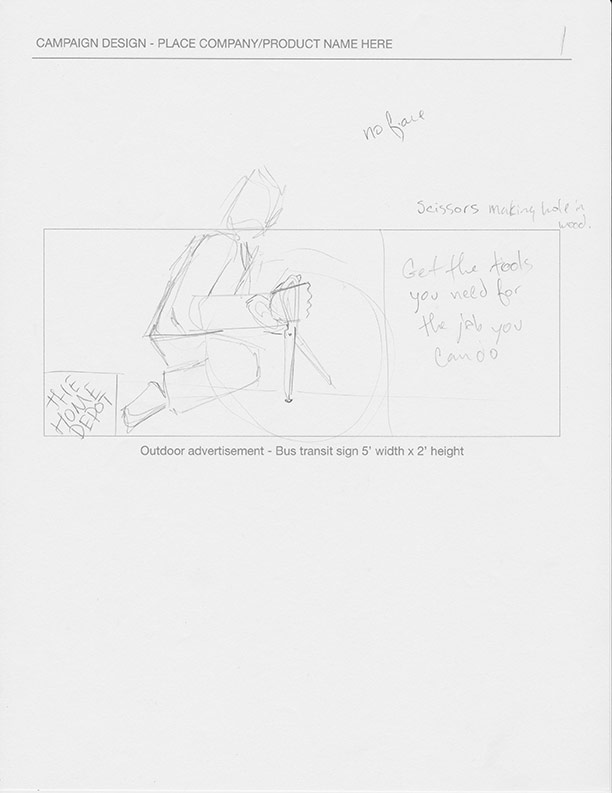 CAMPAIGN DESIGN - PLACE COMPANY/PRODUCT NAME HERE
1
no face
Scissors making hole in
wood.
Get the tools
you need for
the job you
can do
THE
HOME
DEPOT
Outdoor advertisement - Bus transit sign 5' width x 2' height